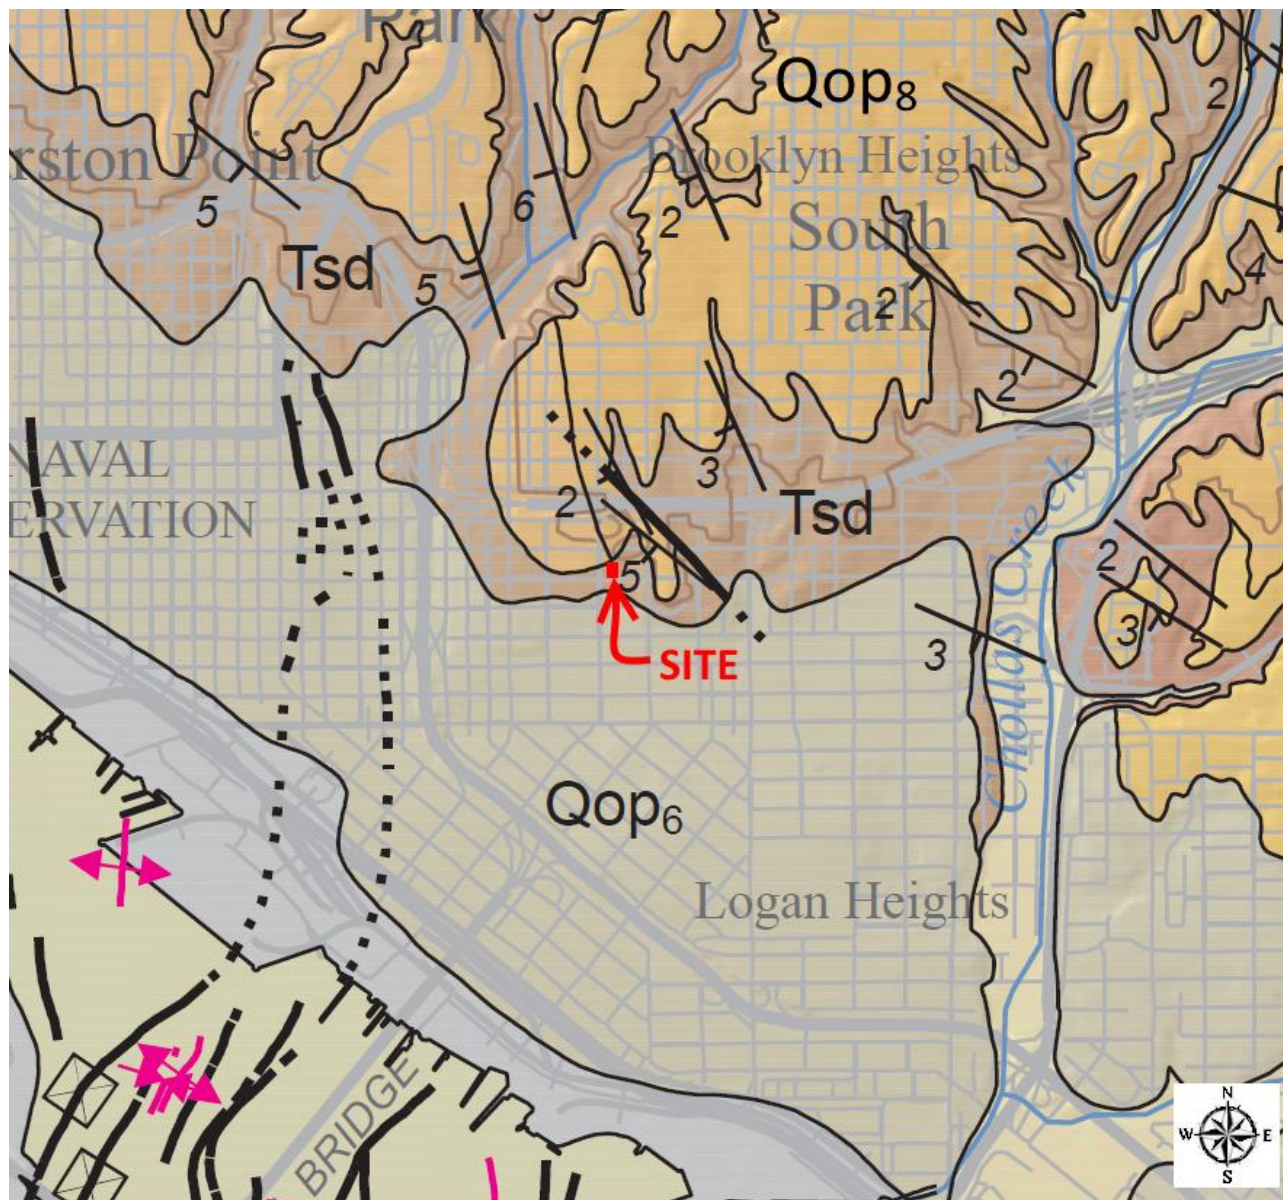 Park
Qop8
2
rston Point
Brooklyn Heights
5
6
2
South
Tsd
5
2
Park
4
2
NAVAL
3
2
Tsd
ERVATION
2
5
3
3
SITE
Chollas Creek
Qop6
Logan Heights
BRIDGE
N
W
E
S